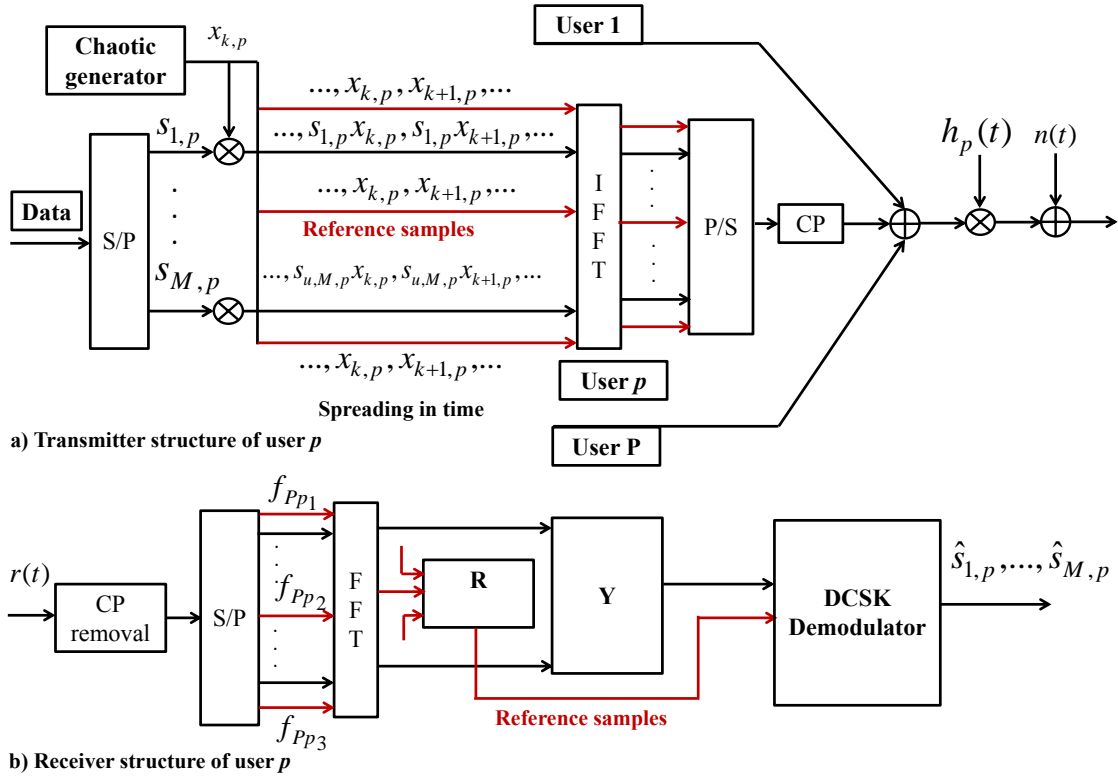 Chaotic
generator
x_{k,p}
User 1
..., x_{k,p}, x_{k+1,p},...
s_{1,p}
..., s_{1,p} x_{k,p}, s_{1,p} x_{k+1,p},...
I
F
F
T
h_p(t)
n(t)
Data
S/P
..., x_{k,p}, x_{k+1,p},...
Reference samples
P/S
CP
s_{M,p}
..., s_{u,M,p} x_{k,p}, s_{u,M,p} x_{k+1,p},...
..., x_{k,p}, x_{k+1,p},...
User p
Spreading in time
a) Transmitter structure of user p
User P
f_{Pp_1}
r(t)
CP
removal
S/P
f_{Pp_2}
F
F
T
R
Y
DCSK
Demodulator
ŝ_{1,p},..., ŝ_{M,p}
Reference samples
f_{Pp_3}
b) Receiver structure of user p